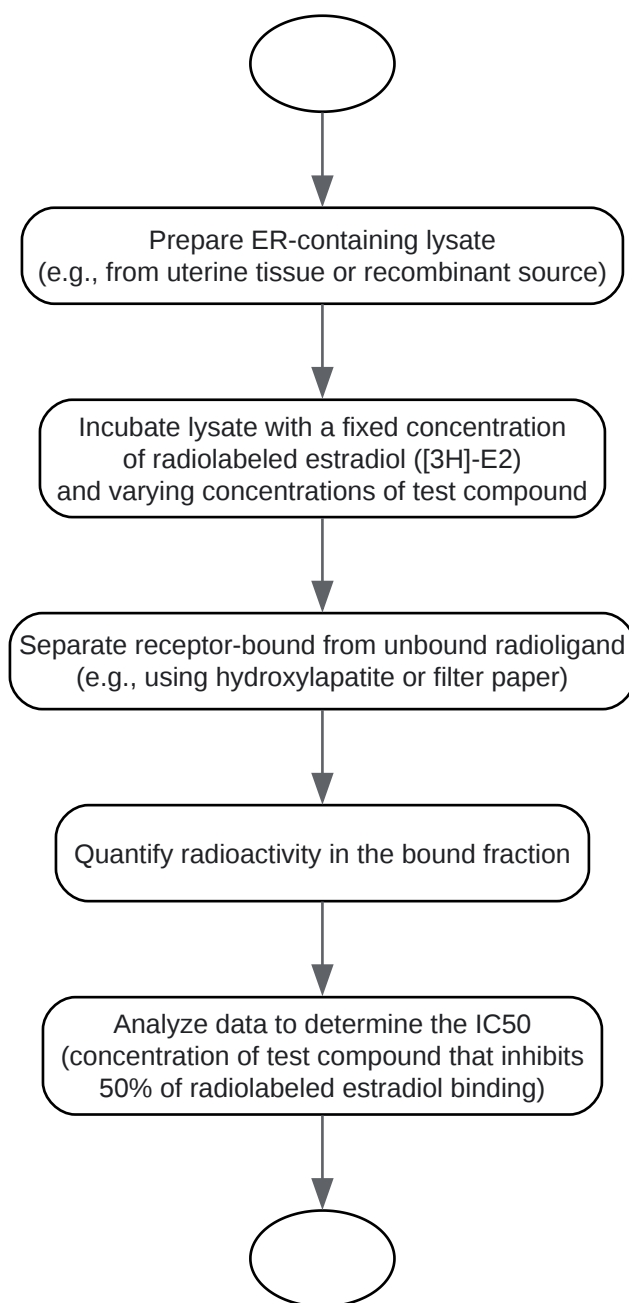 Prepare ER-containing lysate
(e.g., from uterine tissue or recombinant source)
Incubate lysate with a fixed concentration
of radiolabeled estradiol ([3H]-E2)
and varying concentrations of test compound
Separate receptor-bound from unbound radioligand
(e.g., using hydroxylapatite or filter paper)
Quantify radioactivity in the bound fraction
Analyze data to determine the IC50
(concentration of test compound that inhibits
50% of radiolabeled estradiol binding)